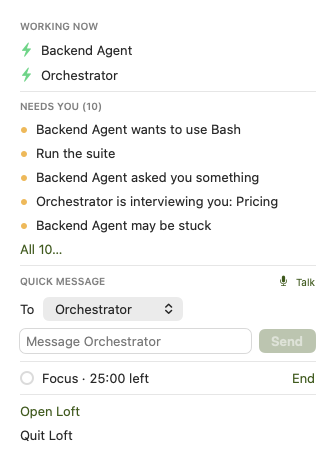 WORKING NOW
Backend Agent
Orchestrator
NEEDS YOU (10)
Backend Agent wants to use Bash
Run the suite
Backend Agent asked you something
Orchestrator is interviewing you: Pricing
Backend Agent may be stuck
All 10...
QUICK MESSAGE Talk
To Orchestrator
Message Orchestrator Send
Focus · 25:00 left End
Open Loft
Quit Loft